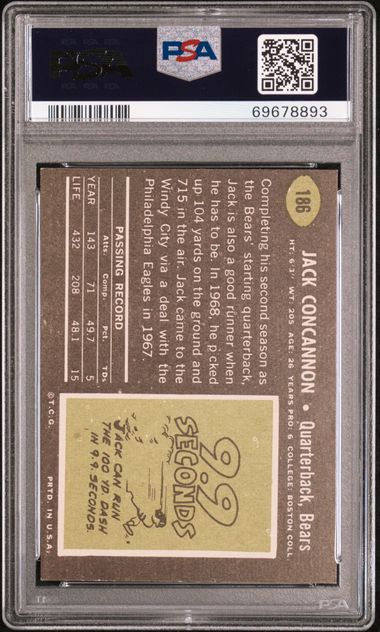 PSA
PSA
69678893
186
JACK CONCANNON • Quarterback, Bears
HT: 6'3" WT: 205 AGE: 26 YEARS PRO: 6 COLLEGE: BOSTON COLL.
Completing his second season as
the Bears' starting quarterback,
Jack is also a good runner when
he has to be. In 1968, he picked
up 104 yards on the ground and
715 in the air. Jack came to the
Windy City via a deal with the
Philadelphia Eagles in 1967.
PASSING RECORD
Atts. Comp. Pct. TDs.
YEAR 143 71 49.7 5
LIFE 432 208 48.1 15
9.9
SECONDS
JACK CAN RUN
THE 100 YD DASH
IN 9.9. SECONDS.
© T.C.G. PRTD. IN U.S.A.
PSA